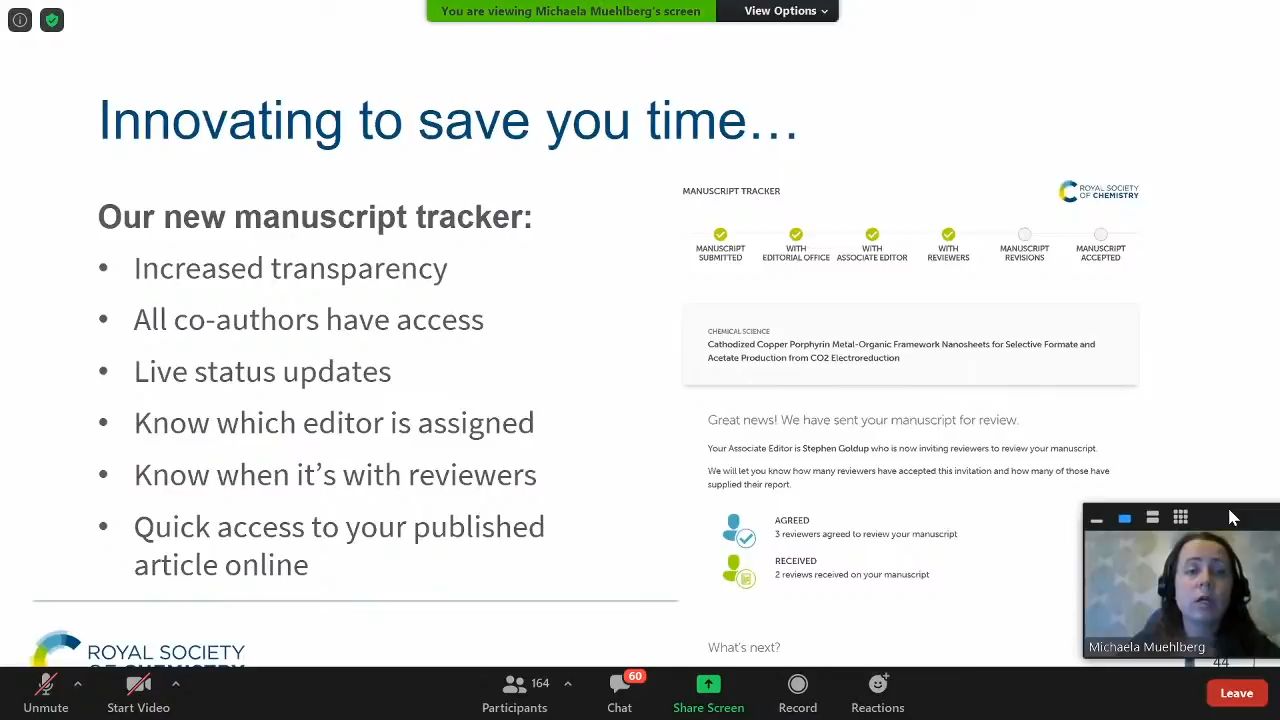 You are viewing Michaela Muehlberg's screen
View Options
Innovating to save you time…
Our new manuscript tracker:
• Increased transparency
• All co-authors have access
• Live status updates
• Know which editor is assigned
• Know when it's with reviewers
• Quick access to your published
article online
MANUSCRIPT TRACKER
ROYAL SOCIETY
OF CHEMISTRY
MANUSCRIPT
SUBMITTED
WITH
EDITORIAL OFFICE
WITH
ASSOCIATE EDITOR
WITH
REVIEWERS
MANUSCRIPT
REVISIONS
MANUSCRIPT
ACCEPTED
CHEMICAL SCIENCE
Cathodized Copper Porphyrin Metal-Organic Framework Nanosheets for Selective Formate and
Acetate Production from CO2 Electroreduction
Great news! We have sent your manuscript for review.
Your Associate Editor is Stephen Goldup who is now inviting reviewers to review your manuscript.
We will let you know how many reviewers have accepted this invitation and how many of those have
supplied their report.
AGREED
3 reviewers agreed to review your manuscript
RECEIVED
2 reviews received on your manuscript
What's next?
Michaela Muehlberg
44
ROYAL SOCIETY
OF CHEMISTRY
Unmute
Start Video
164
Participants
60
Chat
Share Screen
Record
Reactions
Leave